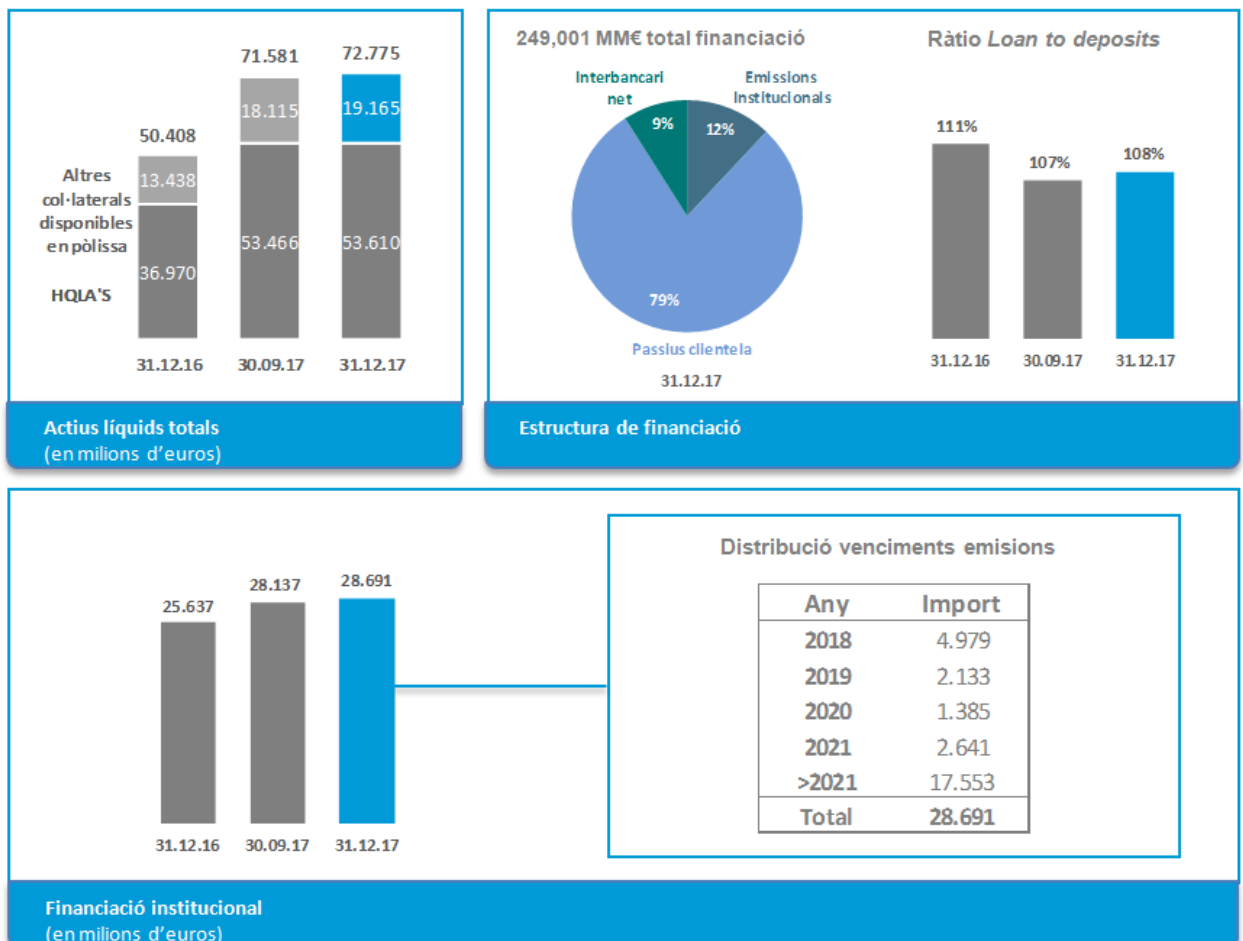 71.581
72.775
50.408
18.115
19.165
13.438
53.466
53.610
36.970
Altres
col·laterals
disponibles
en pòlissa
HQLA'S
31.12.16
30.09.17
31.12.17
Actius líquids totals
(en milions d'euros)
249,001 MM€ total financiació
Interbancari
net
Emissions
Institucionals
9%
12%
79%
Passius clientela
31.12.17
Ràtio Loan to deposits
111%
107%
108%
31.12.16
30.09.17
31.12.17
Estructura de financiació
25.637
28.137
28.691
31.12.16
30.09.17
31.12.17
Distribució venciments emisions
Any Import
2018 4.979
2019 2.133
2020 1.385
2021 2.641
>2021 17.553
Total 28.691
Financiació institucional
(en milions d'euros)